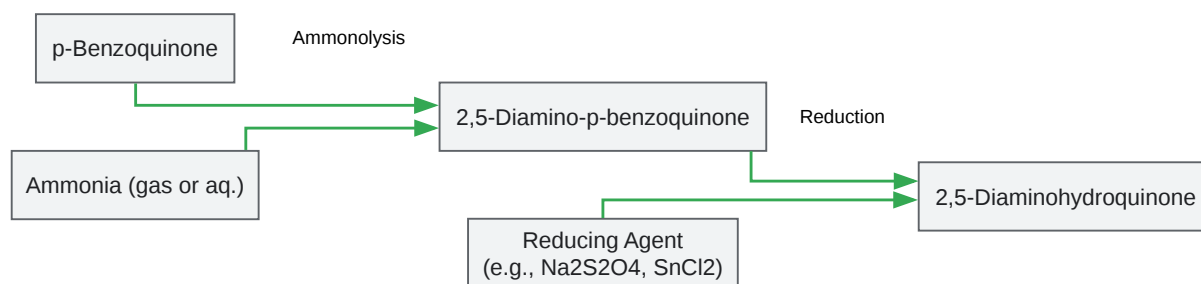 p-Benzoquinone
Ammonolysis
2,5-Diamino-p-benzoquinone
Reduction
Ammonia (gas or aq.)
2,5-Diaminohydroquinone
Reducing Agent
(e.g., Na2S2O4, SnCl2)